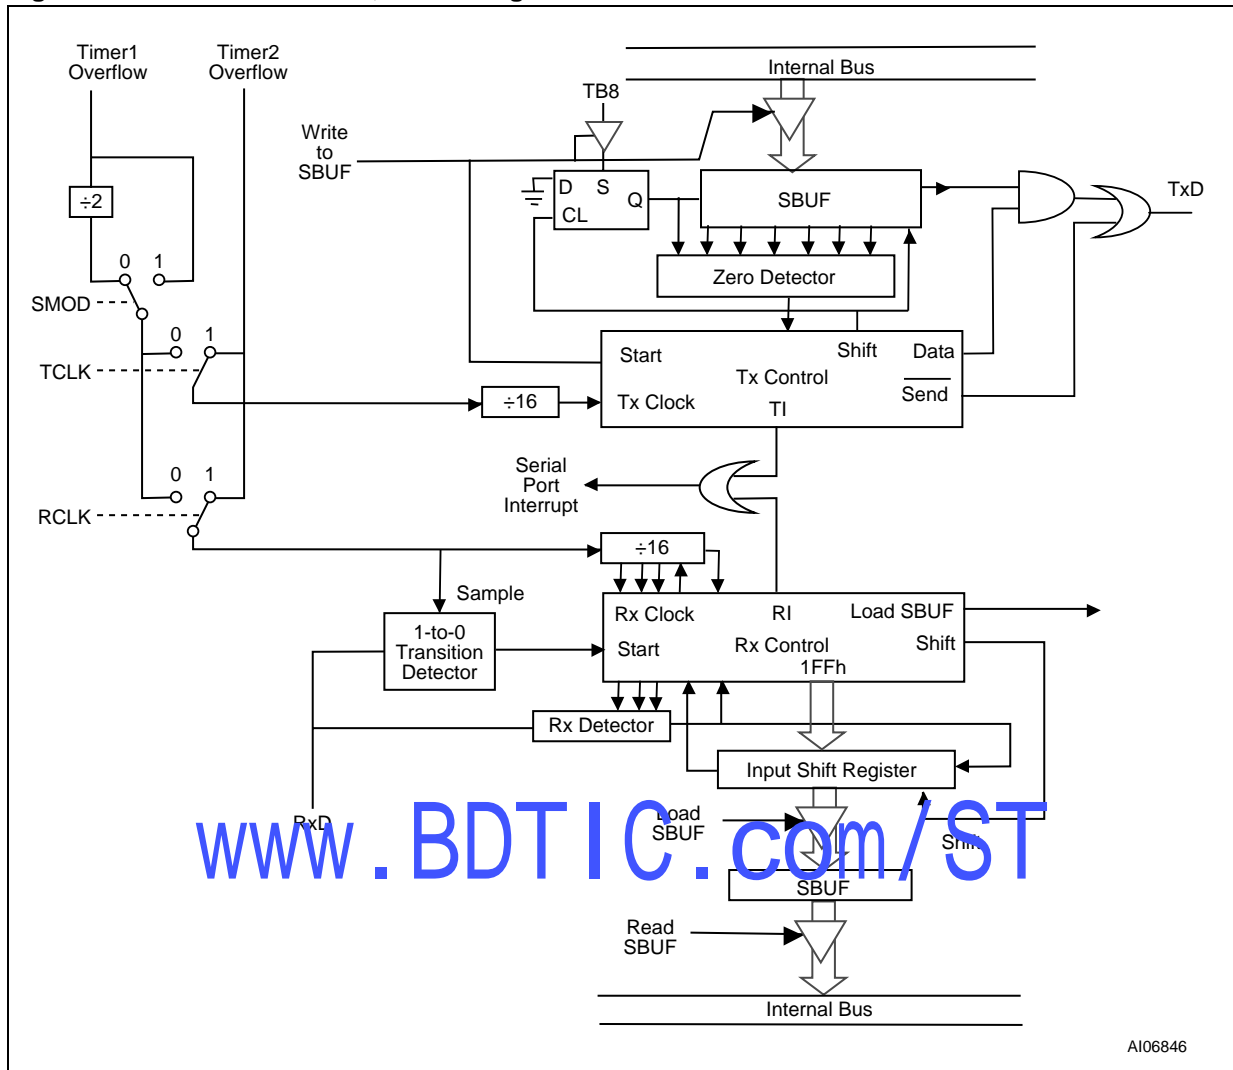 Timer1
Overflow
Timer2
Overflow
Internal Bus
TB8
Write
to
SBUF
D
S
Q
CL
SBUF
TxD
÷2
Zero Detector
0
1
SMOD
0
1
TCLK
Start
Shift
Data
Tx Control
Send
÷16
Tx Clock
TI
Serial
Port
Interrupt
0
1
RCLK
÷16
Sample
Rx Clock
RI
Load SBUF
1-to-0
Transition
Detector
Start
Rx Control
Shift
1FFh
Rx Detector
Input Shift Register
RxD
Load
SBUF
Shift
www.BDTIC.com/ST
SBUF
Read
SBUF
Internal Bus
AI06846